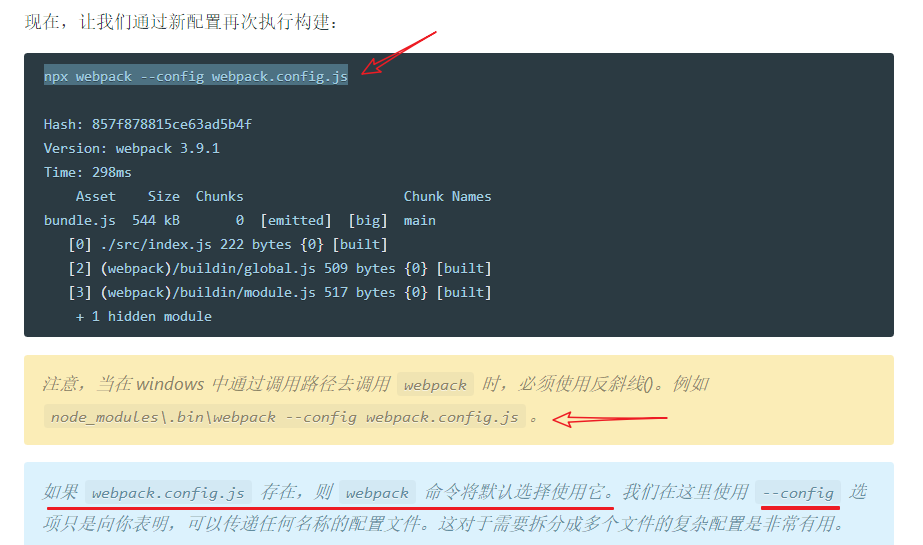 现在，让我们通过新配置再次执行构建：
npx webpack --config webpack.config.js
Hash: 857f878815ce63ad5b4f
Version: webpack 3.9.1
Time: 298ms
Asset Size Chunks Chunk Names
bundle.js 544 kB 0 [emitted] [big] main
[0] ./src/index.js 222 bytes {0} [built]
[2] (webpack)/buildin/global.js 509 bytes {0} [built]
[3] (webpack)/buildin/module.js 517 bytes {0} [built]
+ 1 hidden module
注意，当在 windows 中通过调用路径去调用 webpack 时，必须使用反斜线()。例如
node_modules\.bin\webpack --config webpack.config.js 。
如果 webpack.config.js 存在，则 webpack 命令将默认选择使用它。我们在这里使用 --config 选
项只是向你表明，可以传递任何名称的配置文件。这对于需要拆分成多个文件的复杂配置是非常有用。